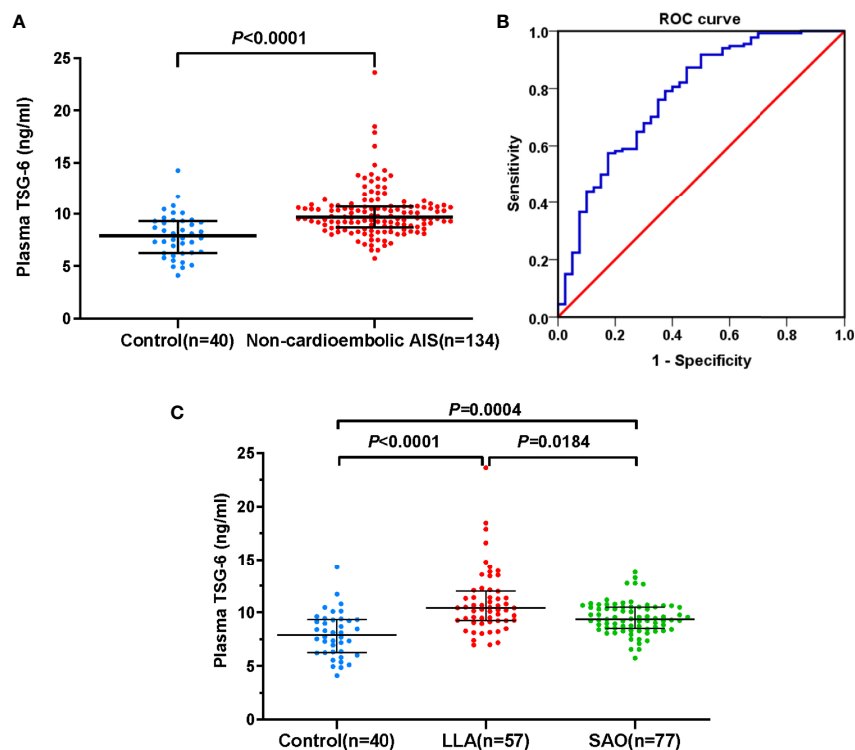 A
P<0.0001
Plasma TSG-6 (ng/ml)
25
20
15
10
5
0
Control(n=40) Non-cardioembolic AIS(n=134)
B
ROC curve
Sensitivity
1.0
0.8
0.6
0.4
0.2
0.0
0.0 0.2 0.4 0.6 0.8 1.0
1 - Specificity
C
P=0.0004
P<0.0001 P=0.0184
Plasma TSG-6 (ng/ml)
25
20
15
10
5
0
Control(n=40) LLA(n=57) SAO(n=77)